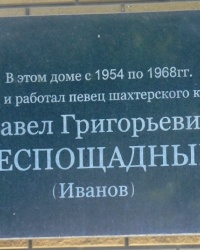 В этом доме с 1954 по 1968гг.
и работал певец шахтерского к
авел Григорьеви
ЕСПОЩАДНЫ
(Иванов)